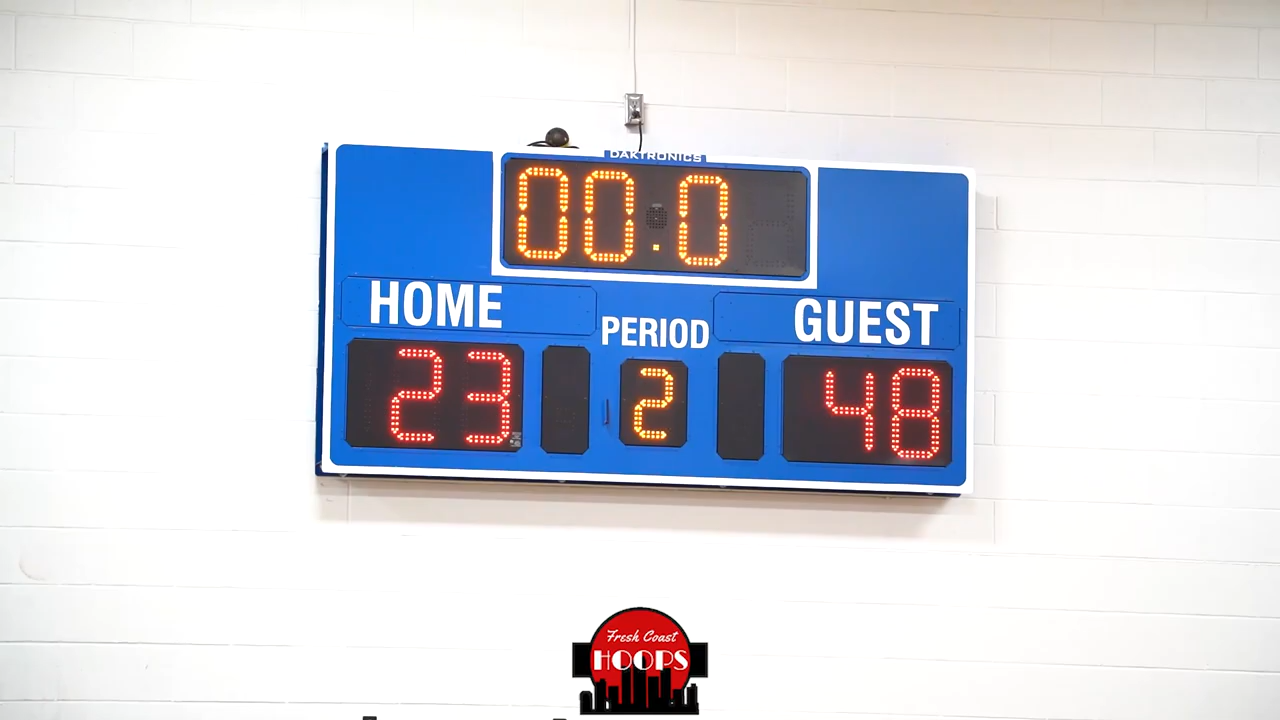 DAKTRONICS
00.0
HOME
PERIOD
GUEST
23
2
48
Fresh Coast
HOOPS